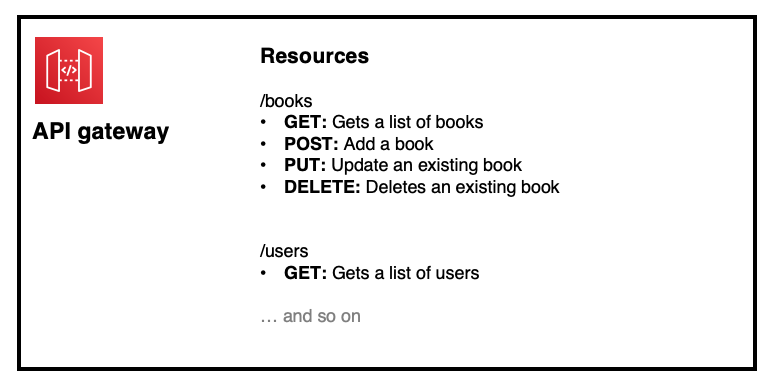 </>
API gateway
Resources
/books
• GET: Gets a list of books
• POST: Add a book
• PUT: Update an existing book
• DELETE: Deletes an existing book
/users
• GET: Gets a list of users
… and so on